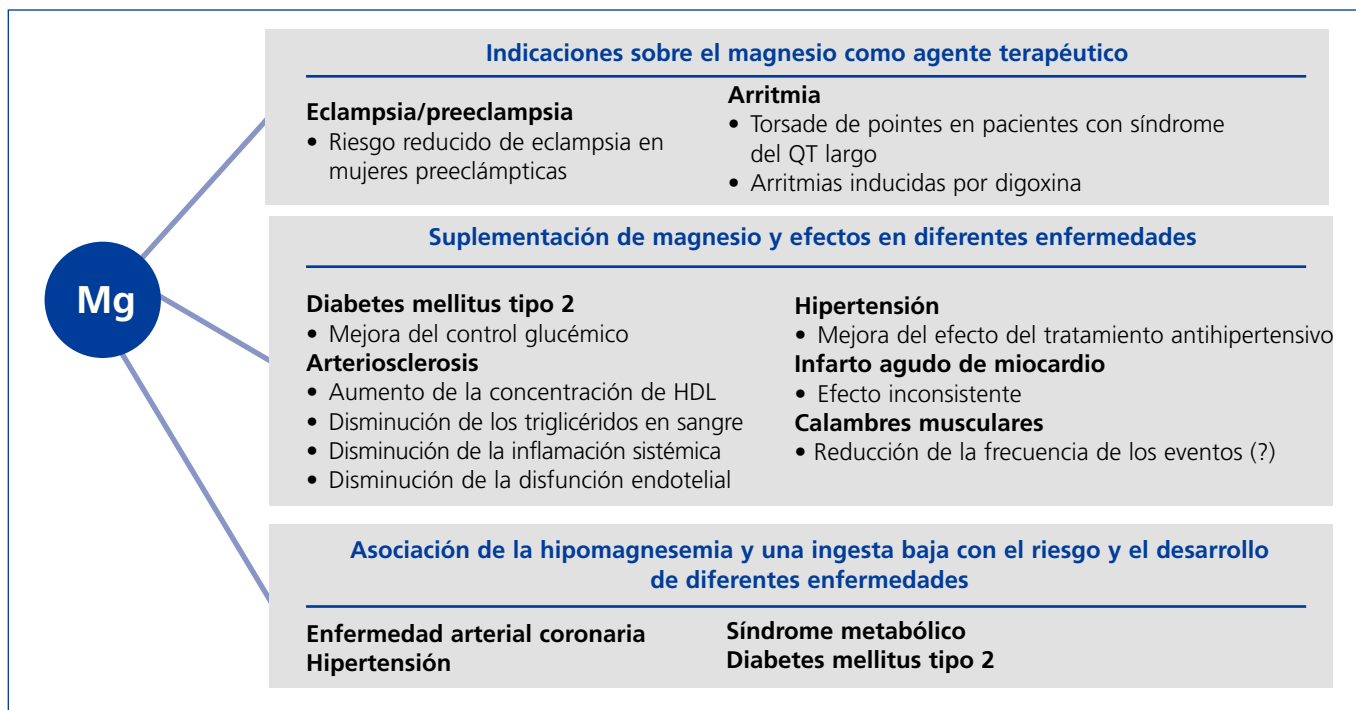 Mg
Indicaciones sobre el magnesio como agente terapéutico
Eclampsia/preeclampsia
• Riesgo reducido de eclampsia en
mujeres preeclámpticas
Arritmia
• Torsade de pointes en pacientes con síndrome
del QT largo
• Arritmias inducidas por digoxina
Suplementación de magnesio y efectos en diferentes enfermedades
Diabetes mellitus tipo 2
• Mejora del control glucémico
Arteriosclerosis
• Aumento de la concentración de HDL
• Disminución de los triglicéridos en sangre
• Disminución de la inflamación sistémica
• Disminución de la disfunción endotelial
Hipertensión
• Mejora del efecto del tratamiento antihipertensivo
Infarto agudo de miocardio
• Efecto inconsistente
Calambres musculares
• Reducción de la frecuencia de los eventos (?)
Asociación de la hipomagnesemia y una ingesta baja con el riesgo y el desarrollo
de diferentes enfermedades
Enfermedad arterial coronaria
Hipertensión
Síndrome metabólico
Diabetes mellitus tipo 2